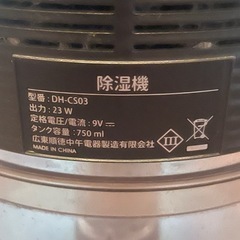 除湿機
型番：DH-CS03
出力：23 W
定格電圧/電流：9V⎓
タンク容量：750 ml
広東順徳中午電器製造有限会社
MADE IN CHINA